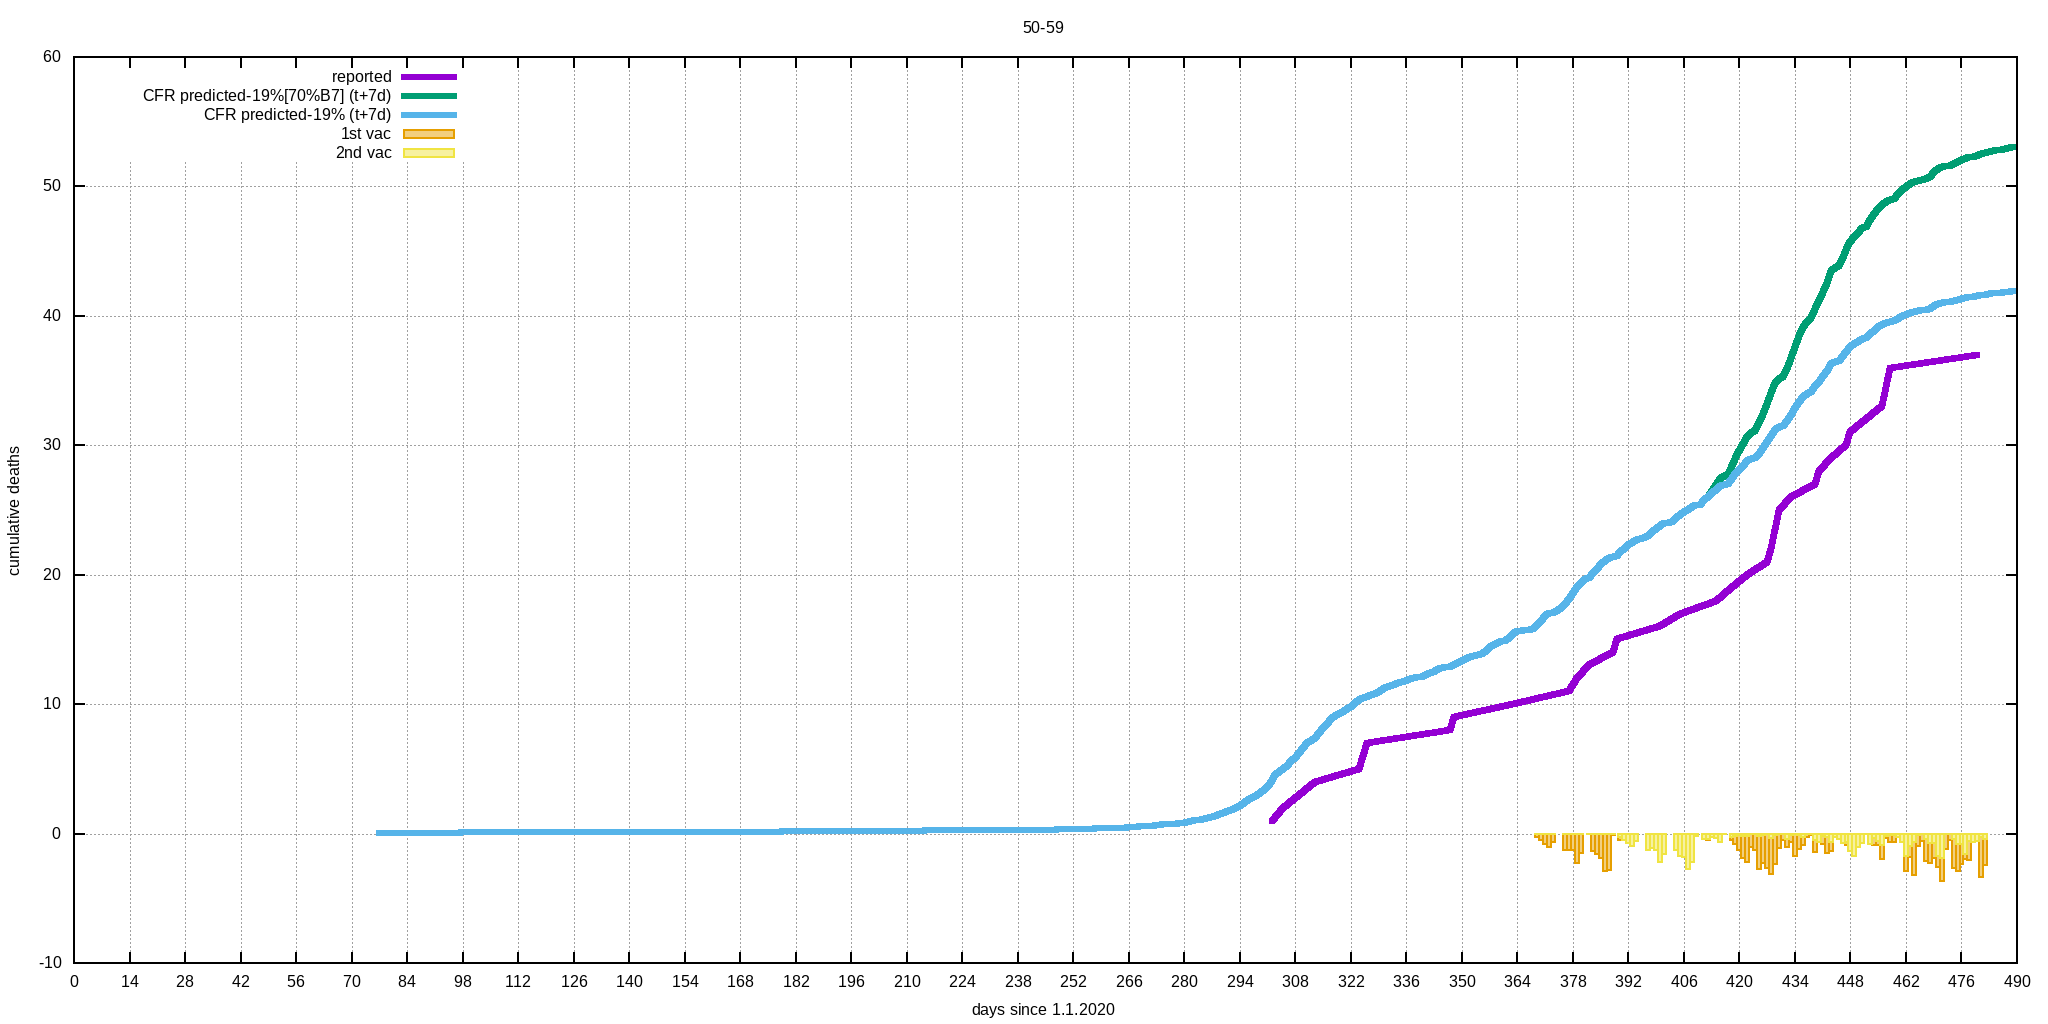 50-59
60
50
40
30
20
10
0
-10
cumulative deaths
reported
CFR predicted-19%[70%B7] (t+7d)
CFR predicted-19% (t+7d)
1st vac
2nd vac
0 14 28 42 56 70 84 98 112 126 140 154 168 182 196 210 224 238 252 266 280 294 308 322 336 350 364 378 392 406 420 434 448 462 476 490
days since 1.1.2020